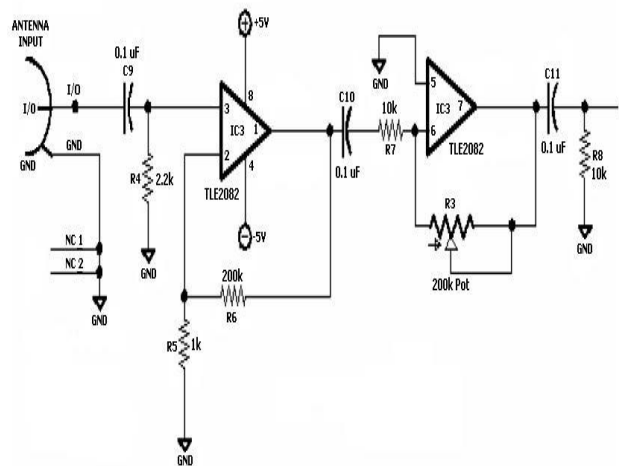 ANTENNA
INPUT
I/O
I/O
GND
GND
NC 1
NC 2
GND
0.1 uF
C9
R4
2.2k
GND
+5V
8
3
IC3
1
2
4
TLE2082
-5V
200k
R6
R5
1k
GND
C10
0.1 uF
10k
R7
GND
5
IC3
7
6
TLE2082
R3
200k Pot
C11
0.1 uF
R8
10k
GND